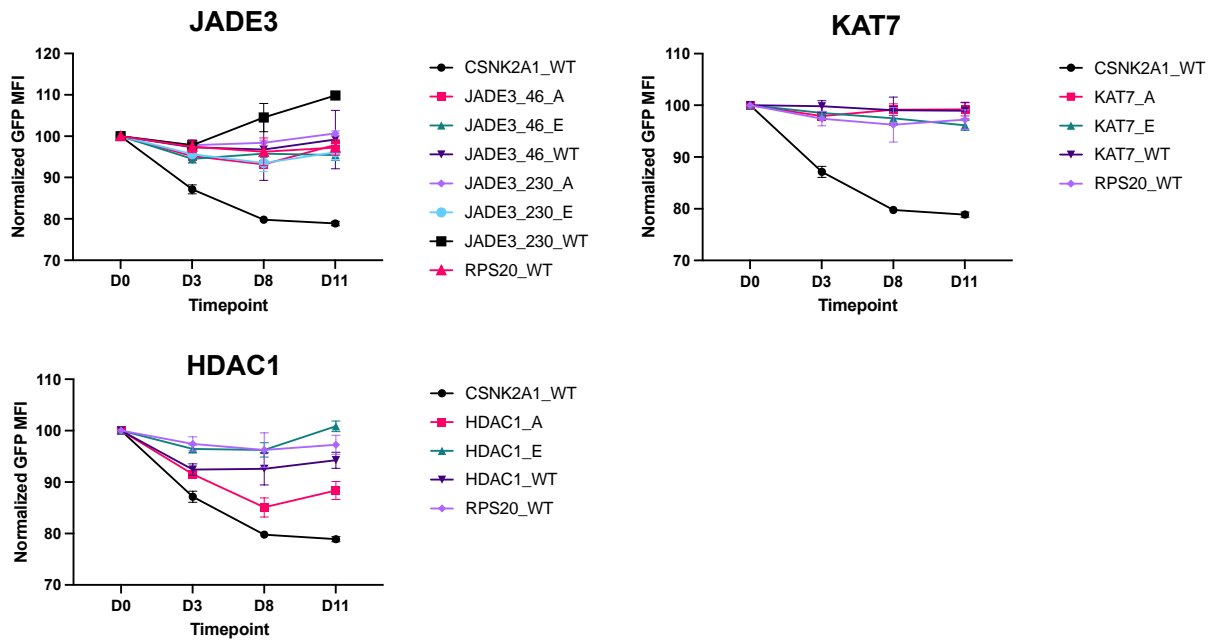 JADE3
Normalized GFP MFI
120
110
100
90
80
70
D0 D3 D8 D11
Timepoint
CSNK2A1_WT
JADE3_46_A
JADE3_46_E
JADE3_46_WT
JADE3_230_A
JADE3_230_E
JADE3_230_WT
RPS20_WT
KAT7
Normalized GFP MFI
110
100
90
80
70
D0 D3 D8 D11
Timepoint
CSNK2A1_WT
KAT7_A
KAT7_E
KAT7_WT
RPS20_WT
HDAC1
Normalized GFP MFI
110
100
90
80
70
D0 D3 D8 D11
Timepoint
CSNK2A1_WT
HDAC1_A
HDAC1_E
HDAC1_WT
RPS20_WT